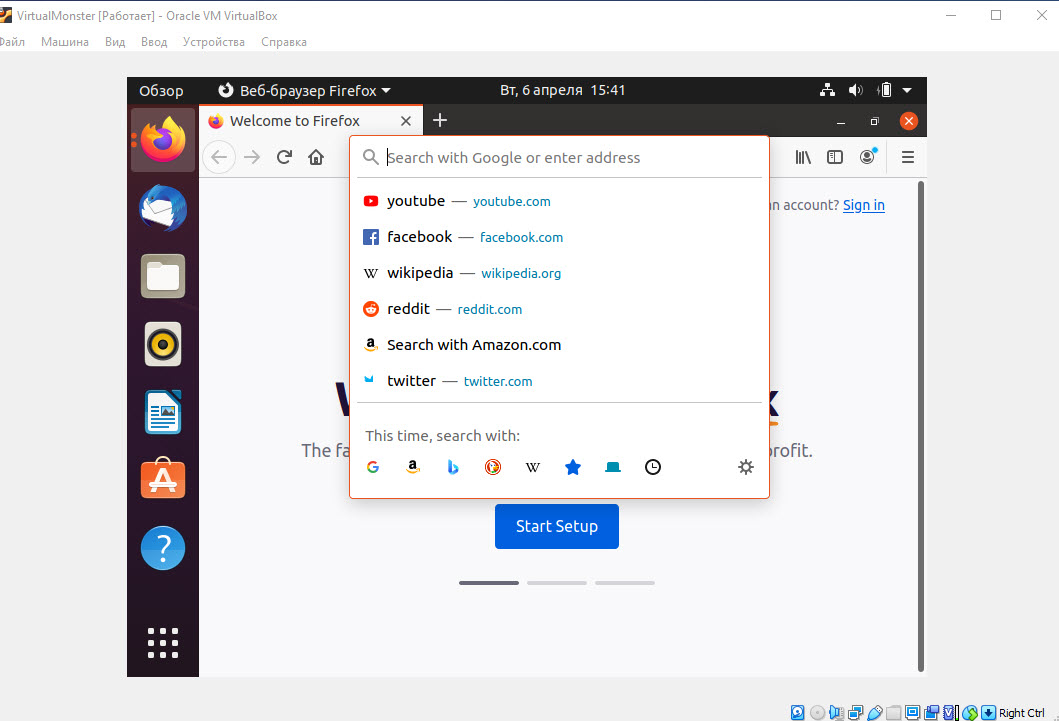 VirtualMonster [Работает] - Oracle VM VirtualBox
Файл Машина Вид Ввод Устройства Справка
Обзор Веб-браузер Firefox Вт, 6 апреля 15:41
Welcome to Firefox
Search with Google or enter address
youtube — youtube.com
an account? Sign in
facebook — facebook.com
wikipedia — wikipedia.org
reddit — reddit.com
Search with Amazon.com
twitter — twitter.com
This time, search with:
The fa
profit.
Start Setup
Right Ctrl